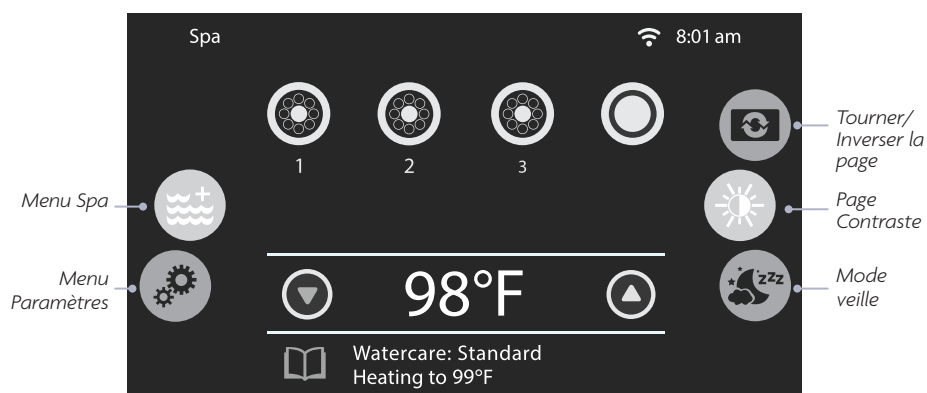 Spa
8:01 am
1
2
3
Menu Spa
Menu
Paramètres
Tourner/
Inverser la
page
Page
Contraste
Mode
veille
zzz
98°F
Watercare: Standard
Heating to 99°F